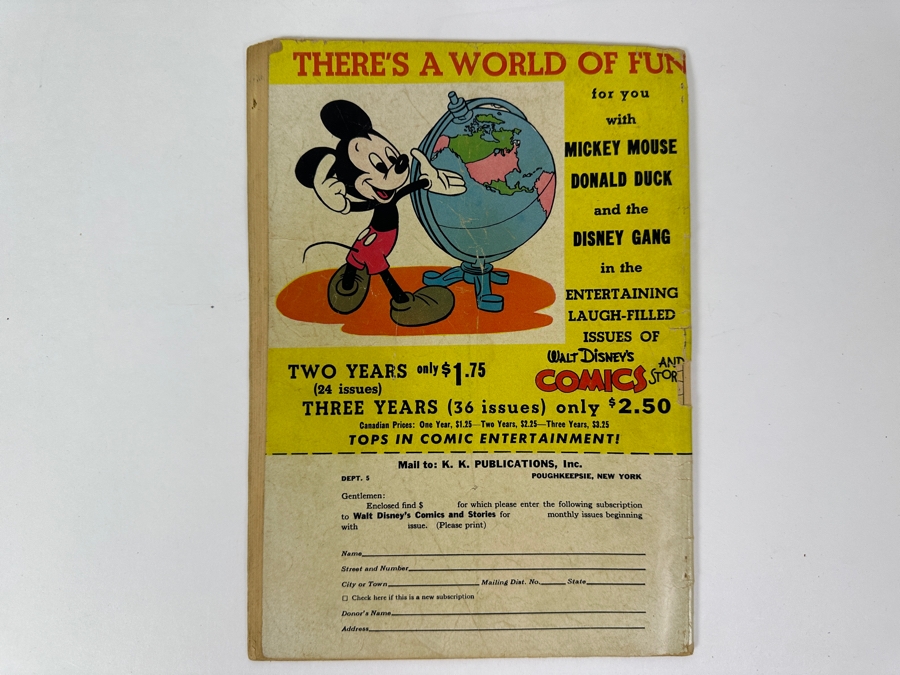 THERE'S A WORLD OF FUN
for you
with
MICKEY MOUSE
DONALD DUCK
and the
DISNEY GANG
in the
ENTERTAINING
LAUGH-FILLED
ISSUES OF
WALT DISNEY'S
COMICS AND
STOR
TWO YEARS only $1.75
(24 issues)
THREE YEARS (36 issues) only $2.50
Canadian Prices: One Year, $1.25—Two Years, $2.25—Three Years, $3.25
TOPS IN COMIC ENTERTAINMENT!
Mail to: K. K. PUBLICATIONS, Inc.
DEPT. 5 POUGHKEEPSIE, NEW YORK
Gentlemen:
Enclosed find $ for which please enter the following subscription
to Walt Disney's Comics and Stories for monthly issues beginning
with issue. (Please print)
Name
Street and Number
City or Town Mailing Dist. No. State
Check here if this is a new subscription
Donor's Name
Address